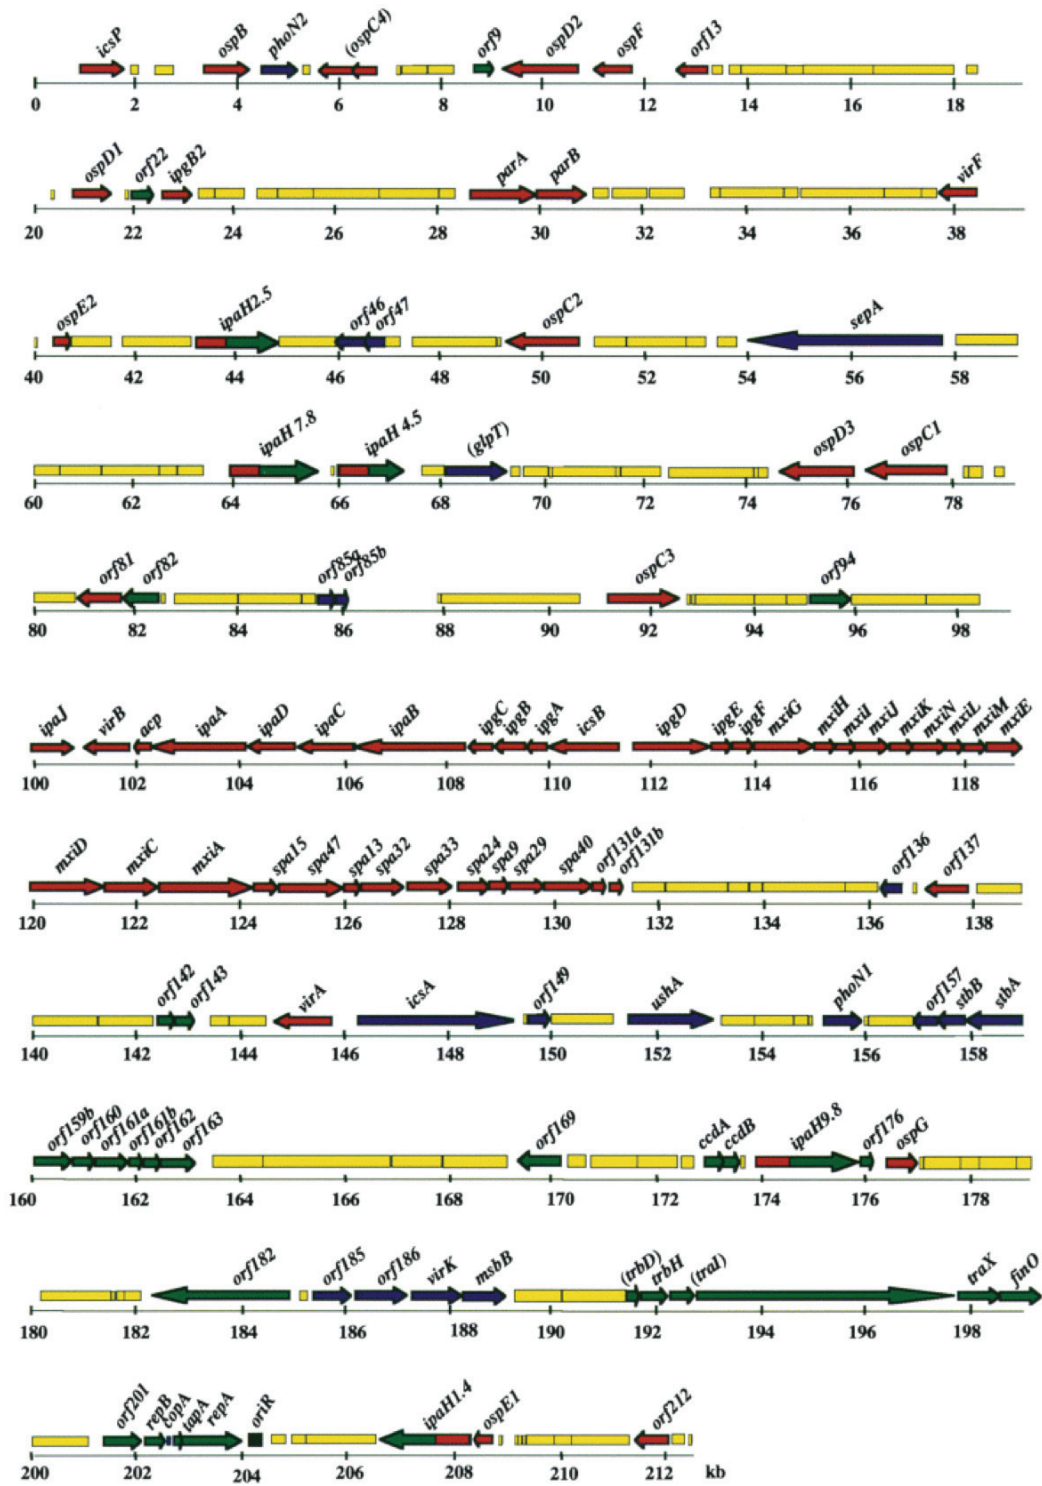 icsP ospB phoN2 (ospC4) orf9 ospD2 ospF orf13
0 2 4 6 8 10 12 14 16 18
ospD1 orf22 ipgB2 parA parB virF
20 22 24 26 28 30 32 34 36 38
ospE2 ipaH2.5 orf46 orf47 ospC2 sepA
40 42 44 46 48 50 52 54 56 58
ipaH 7.8 ipaH 4.5 (glpT) ospD3 ospC1
60 62 64 66 68 70 72 74 76 78
orf81 orf82 orf85a orf85b ospC3 orf94
80 82 84 86 88 90 92 94 96 98
ipaJ virB acp ipaA ipaD ipaC ipaB ipgC ipgB ipgA icsB ipgD ipgE ipgF mxiG mxiH mxiI mxiJ mxiK mxiN mxiL mxiM mxiE
100 102 104 106 108 110 112 114 116 118
mxiD mxiC mxiA spa15 spa47 spa13 spa32 spa33 spa24 spa9 spa29 spa40 orf131a orf131b orf136 orf137
120 122 124 126 128 130 132 134 136 138
orf142 orf143 virA icsA orf149 ushA phoN1 orf157 stbB stbA
140 142 144 146 148 150 152 154 156 158
orf159b orf160 orf161a orf161b orf162 orf163 orf169 ccdA ccdB ipaH9.8 orf176 ospG
160 162 164 166 168 170 172 174 176 178
orf182 orf185 orf186 virK msbB (trbD) trbH (traI) traX finO
180 182 184 186 188 190 192 194 196 198
orf201 repB copA tapA repA oriR ipaH1.4 ospE1 orf212
200 202 204 206 208 210 212 kb